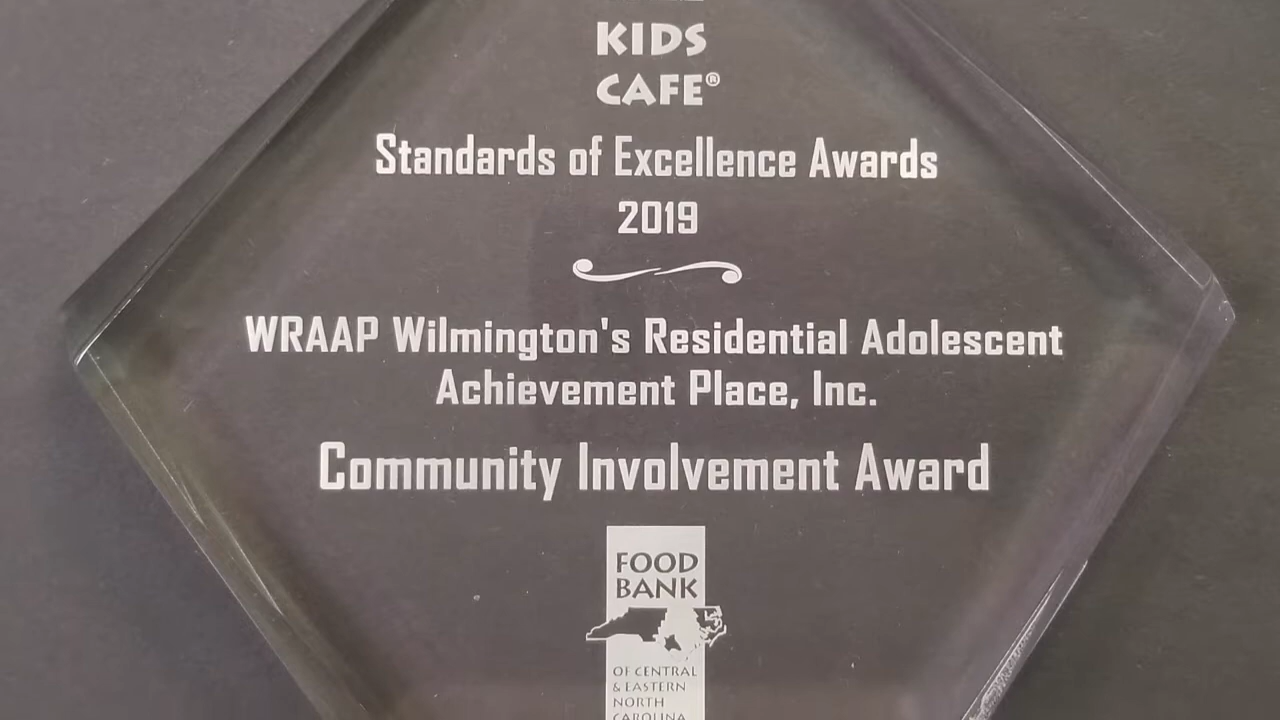 KIDS
CAFE®
Standards of Excellence Awards
2019
WRAAP Wilmington's Residential Adolescent
Achievement Place, Inc.
Community Involvement Award
FOOD
BANK
OF CENTRAL
& EASTERN
NORTH
CAROLINA